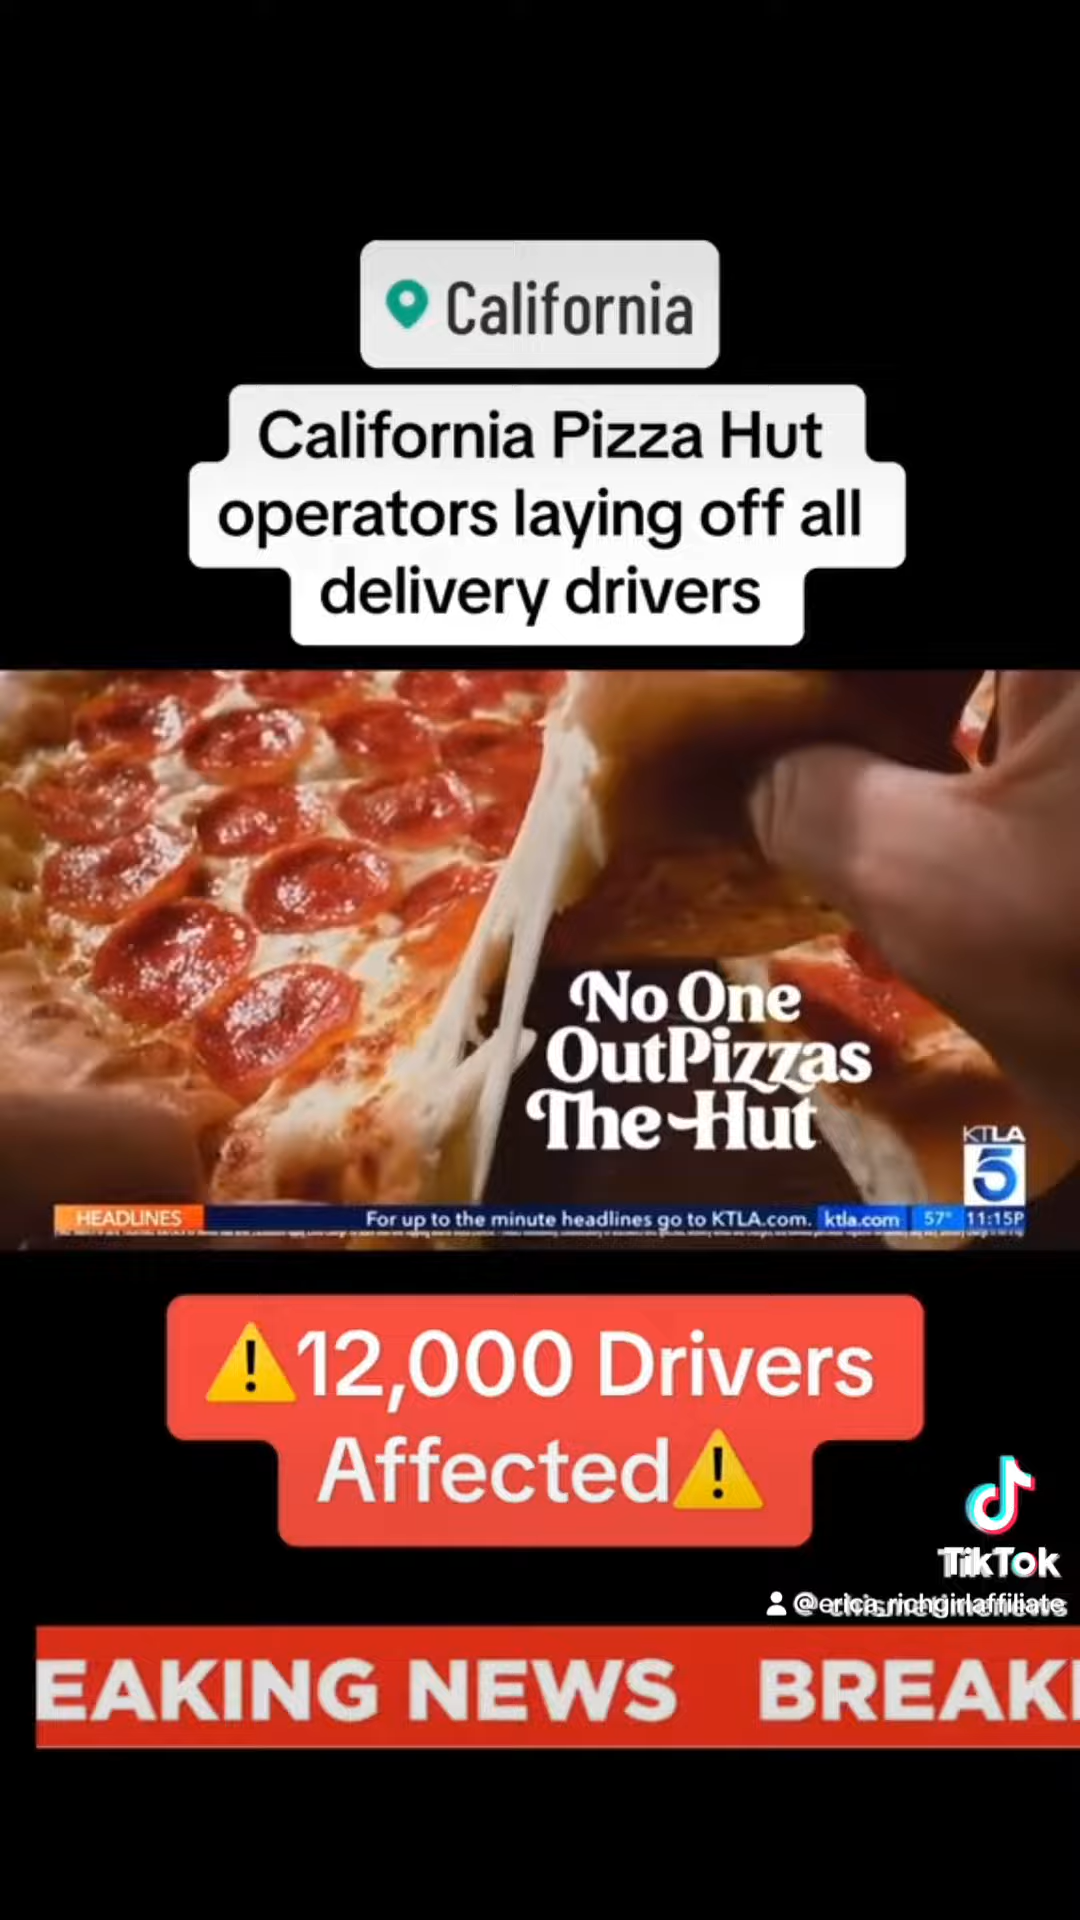 California
California Pizza Hut
operators laying off all
delivery drivers
No One
OutPizzas
The Hut
KTLA
5
HEADLINES For up to the minute headlines go to KTLA.com. ktla.com 57° 11:15P
⚠️12,000 Drivers
Affected⚠️
TikTok
@erica_richgirlaffiliate
EAKING NEWS BREAK